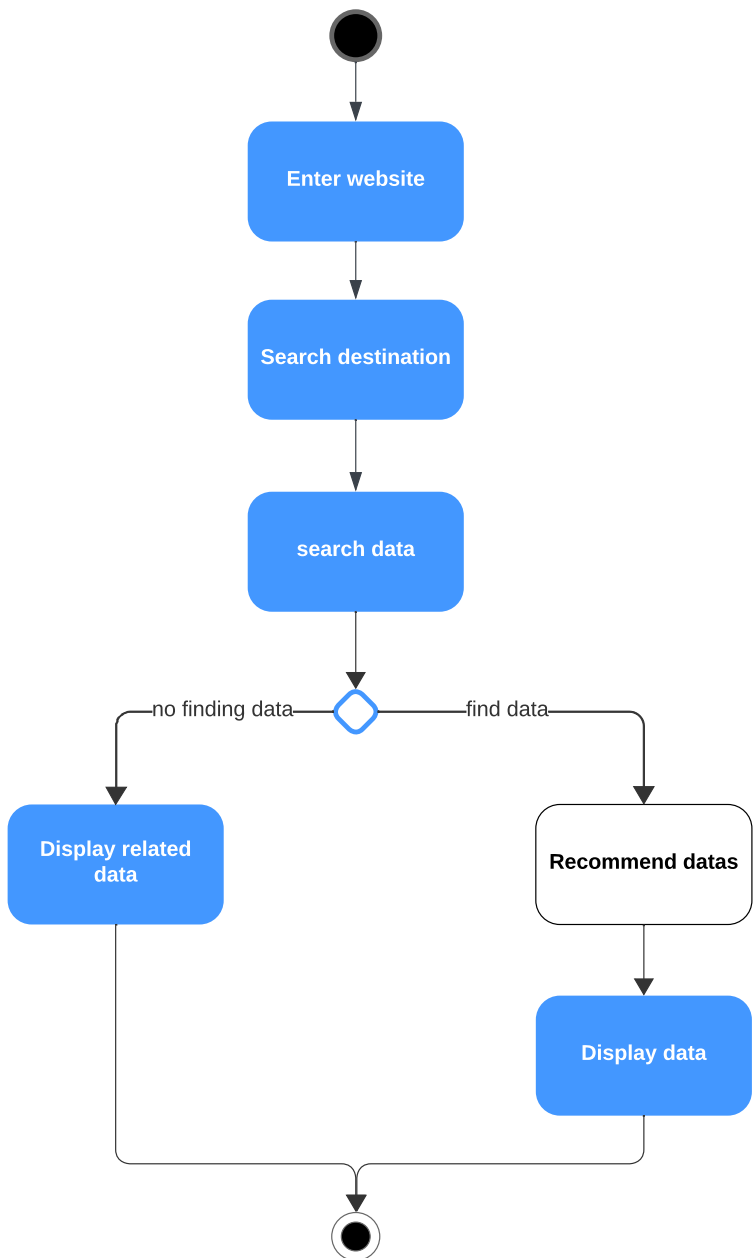 Enter website
Search destination
search data
no finding data
find data
Display related
data
Recommend datas
Display data